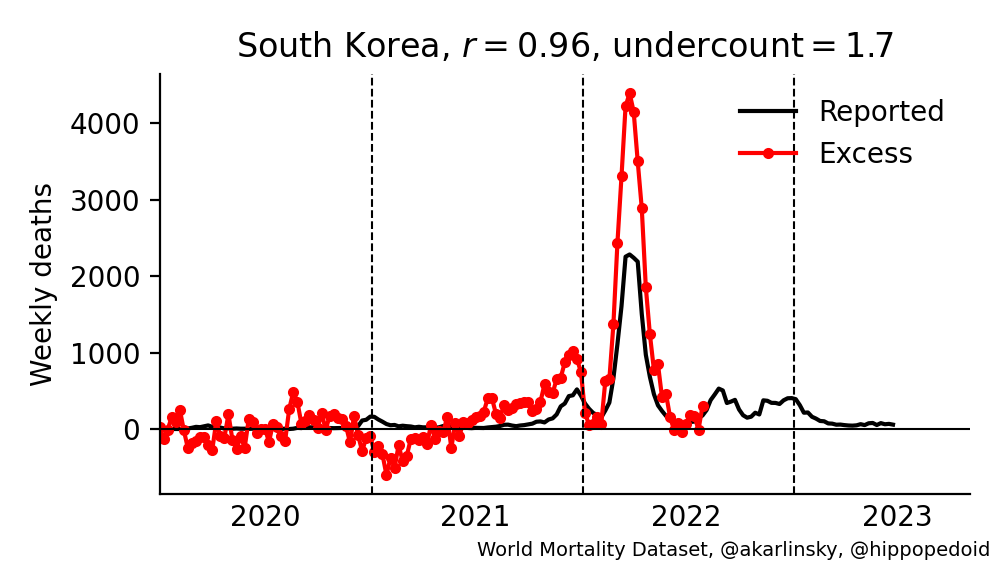 South Korea, r = 0.96, undercount = 1.7
Weekly deaths
4000
3000
2000
1000
0
Reported
Excess
2020 2021 2022 2023
World Mortality Dataset, @akarlinsky, @hippopedoid